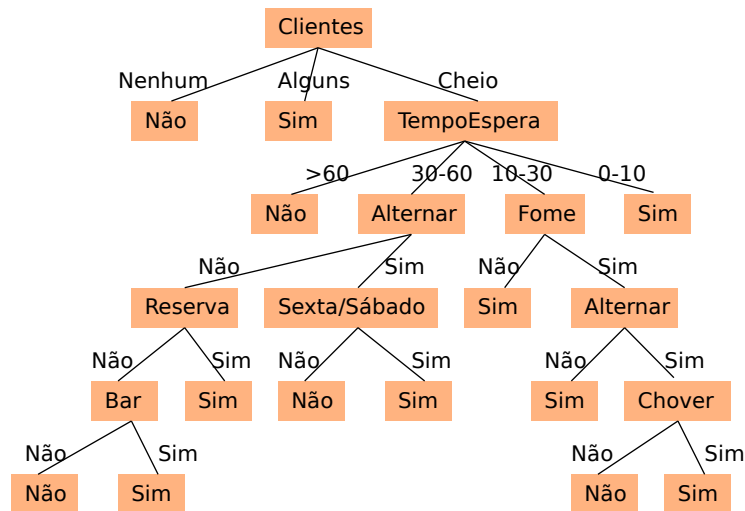 Clientes
Nenhum Alguns Cheio
Não Sim TempoEspera
>60 30-60 10-30 0-10
Não Alternar Fome Sim
Não Sim Não Sim
Reserva Sexta/Sábado Sim Alternar
Não Sim Não Sim Não Sim
Bar Sim Não Sim Sim Chover
Não Sim Não Sim
Não Sim Não Sim